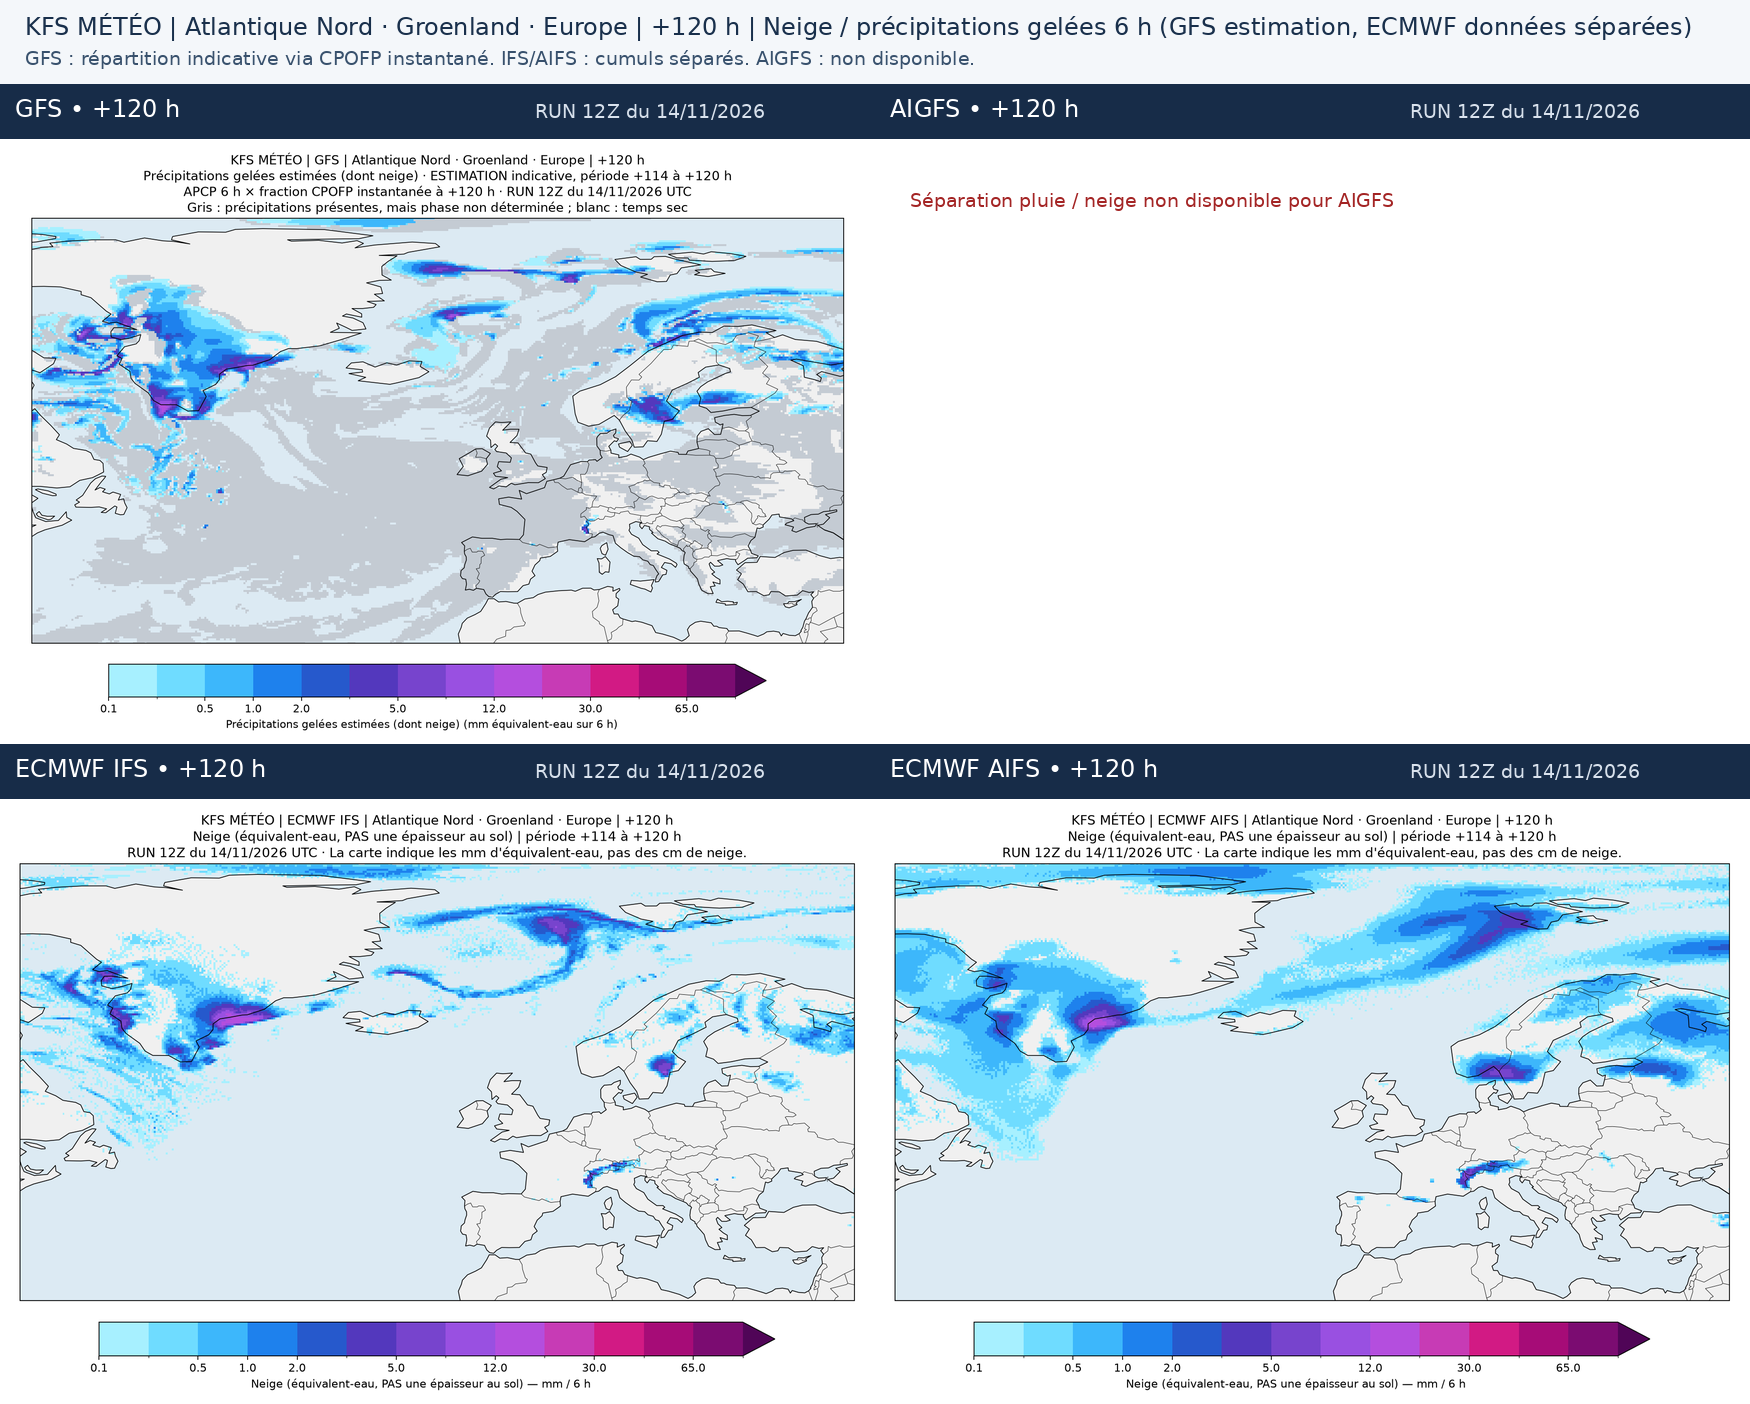 KFS MÉTÉO | Atlantique Nord · Groenland · Europe | +120 h | Neige / précipitations gelées 6 h (GFS estimation, ECMWF données séparées)
GFS : répartition indicative via CPOFP instantané. IFS/AIFS : cumuls séparés. AIGFS : non disponible.
GFS • +120 h
RUN 12Z du 14/11/2026
AIGFS • +120 h
RUN 12Z du 14/11/2026
KFS MÉTÉO | GFS | Atlantique Nord · Groenland · Europe | +120 h
Précipitations gelées estimées (dont neige) · ESTIMATION indicative, période +114 à +120 h
APCP 6 h × fraction CPOFP instantanée à +120 h · RUN 12Z du 14/11/2026 UTC
Gris : précipitations présentes, mais phase non déterminée ; blanc : temps sec
Séparation pluie / neige non disponible pour AIGFS
0.1 0.5 1.0 2.0 5.0 12.0 30.0 65.0
Précipitations gelées estimées (dont neige) (mm équivalent-eau sur 6 h)
ECMWF IFS • +120 h
RUN 12Z du 14/11/2026
ECMWF AIFS • +120 h
RUN 12Z du 14/11/2026
KFS MÉTÉO | ECMWF IFS | Atlantique Nord · Groenland · Europe | +120 h
Neige (équivalent-eau, PAS une épaisseur au sol) | période +114 à +120 h
RUN 12Z du 14/11/2026 UTC · La carte indique les mm d'équivalent-eau, pas des cm de neige.
KFS MÉTÉO | ECMWF AIFS | Atlantique Nord · Groenland · Europe | +120 h
Neige (équivalent-eau, PAS une épaisseur au sol) | période +114 à +120 h
RUN 12Z du 14/11/2026 UTC · La carte indique les mm d'équivalent-eau, pas des cm de neige.
0.1 0.5 1.0 2.0 5.0 12.0 30.0 65.0
Neige (équivalent-eau, PAS une épaisseur au sol) — mm / 6 h
0.1 0.5 1.0 2.0 5.0 12.0 30.0 65.0
Neige (équivalent-eau, PAS une épaisseur au sol) — mm / 6 h